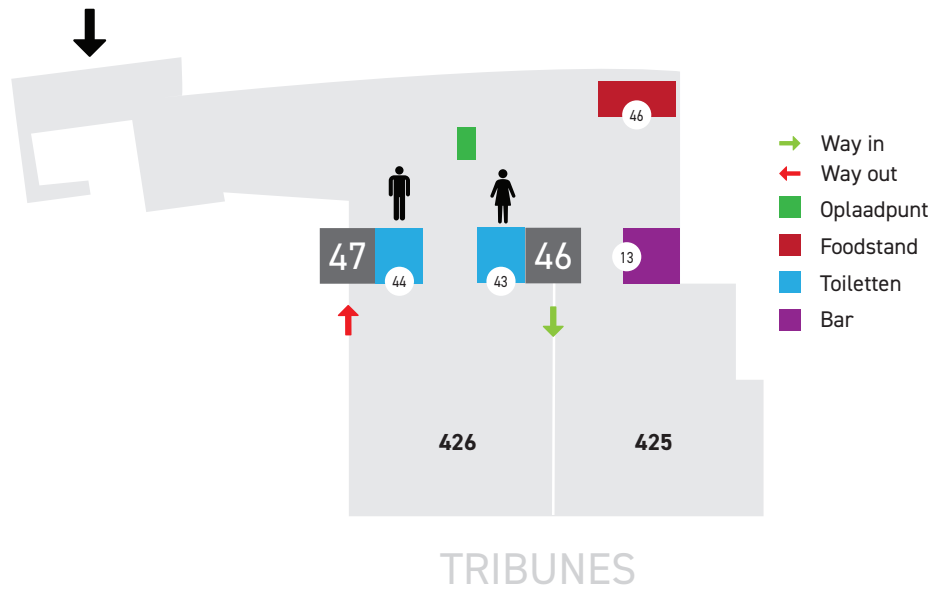 46
Way in
Way out
Oplaadpunt
Foodstand
Toiletten
Bar
47
44
43
46
13
426
425
TRIBUNES